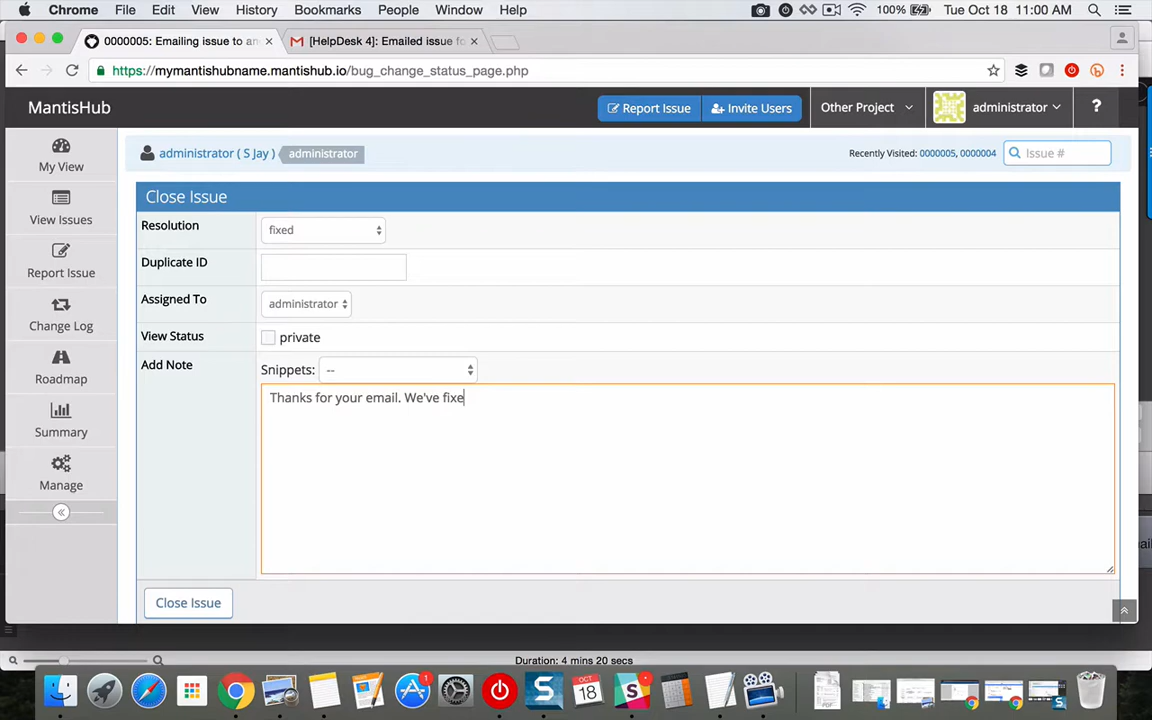 Chrome File Edit View History Bookmarks People Window Help 100% Tue Oct 18 11:00 AM
0000005: Emailing issue to an
[HelpDesk 4]: Emailed issue fo
https://mymantishubname.mantishub.io/bug_change_status_page.php
MantisHub
Report Issue
Invite Users
Other Project
administrator
?
administrator ( S Jay )
administrator
Recently Visited: 0000005, 0000004
Issue #
My View
View Issues
Report Issue
Change Log
Roadmap
Summary
Manage
Close Issue
Resolution
fixed
Duplicate ID
Assigned To
administrator
View Status
private
Add Note
Snippets: --
Thanks for your email. We've fixe
Close Issue
Duration: 4 mins 20 secs
OCT
18
1
PDF